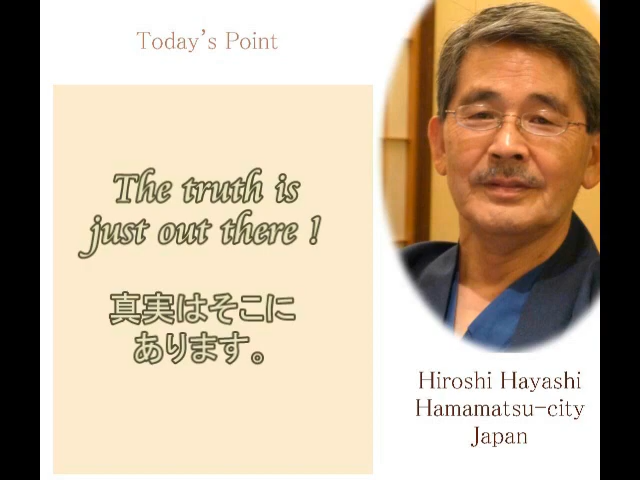 Today's Point
The truth is
just out there !
真実はそこに
あります。
Hiroshi Hayashi
Hamamatsu-city
Japan